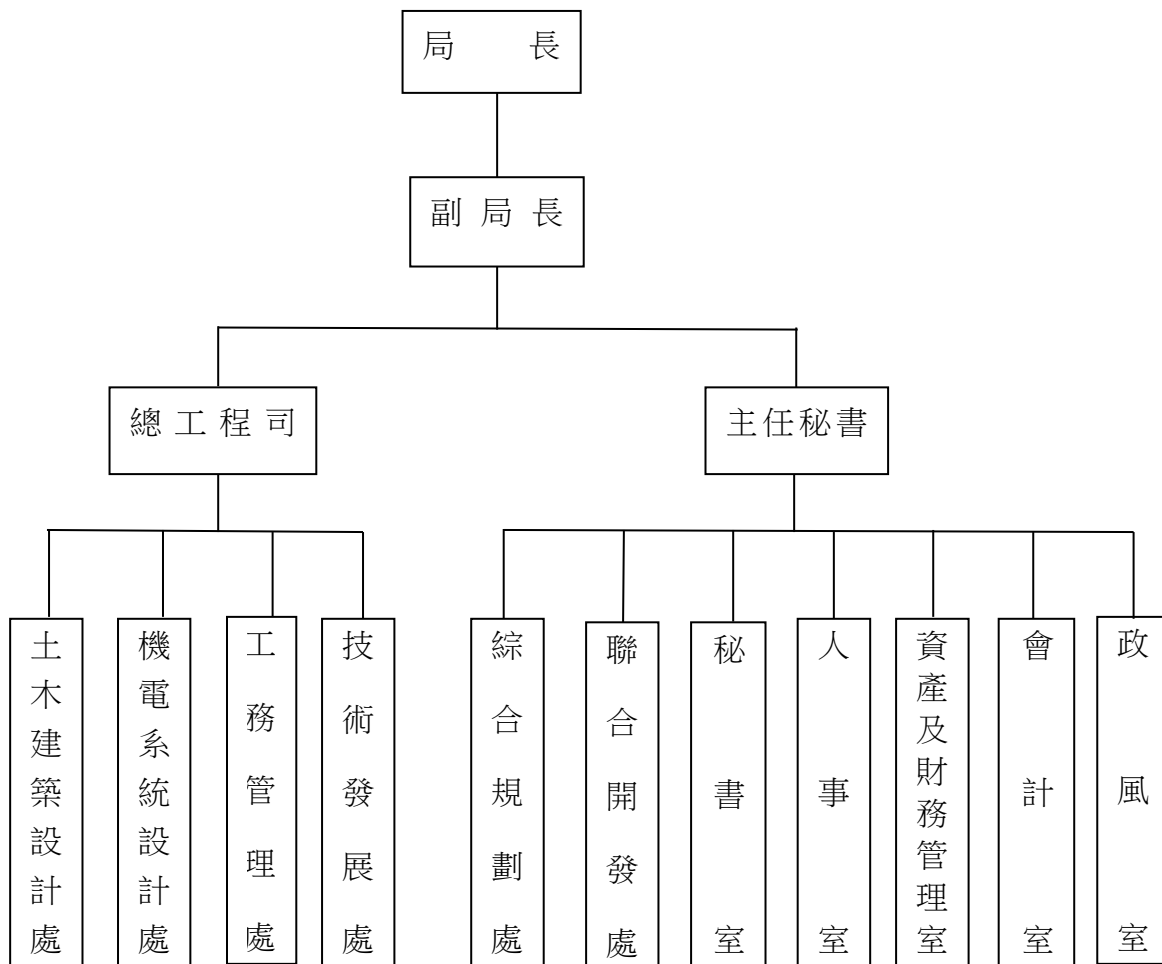 局長
副局長
總工程司
主任秘書
土木建築設計處
機電系統設計處
工務管理處
技術發展處
綜合規劃處
聯合開發處
秘書室
人事室
資產及財務管理室
會計室
政風室